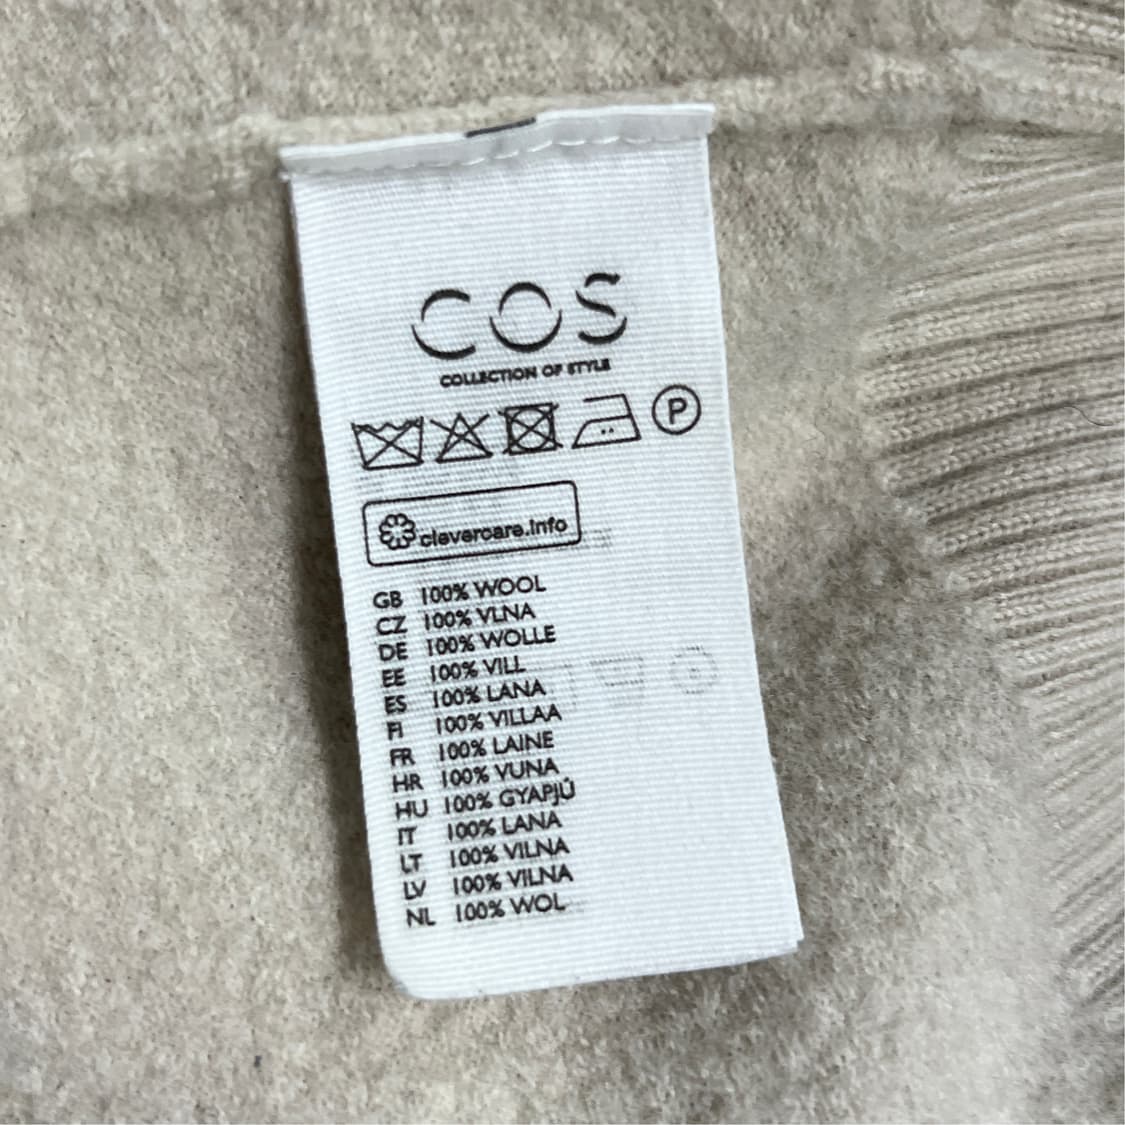 COS
COLLECTION OF STYLE
P
clevercare.info
GB 100% WOOL
CZ 100% VLNA
DE 100% WOLLE
EE 100% VILL
ES 100% LANA
FI 100% VILLAA
FR 100% LAINE
HR 100% VUNA
HU 100% GYAPJÚ
IT 100% LANA
LT 100% VILNA
LV 100% VILNA
NL 100% WOL